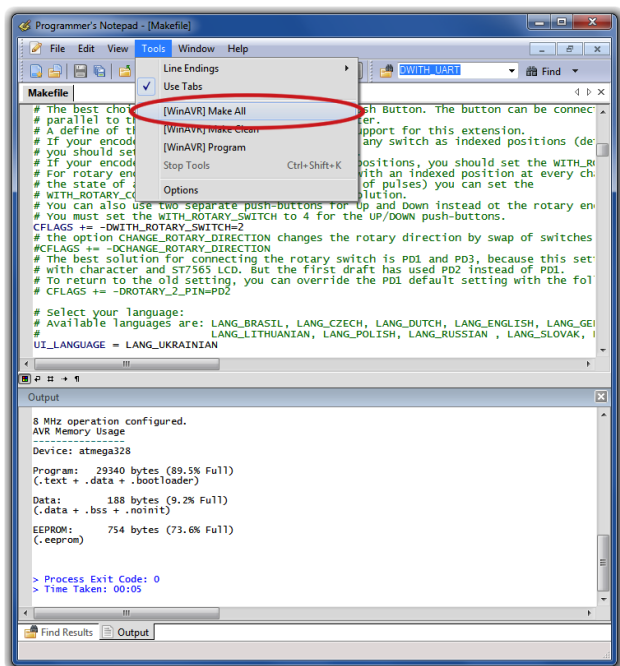 Programmer's Notepad - [Makefile]
File Edit View Tools Window Help
DWITH_UART Find
Line Endings
Use Tabs
[WinAVR] Make All
[WinAVR] Make Clean
[WinAVR] Program
Stop Tools Ctrl+Shift+K
Options
Makefile
# The best choi sh Button. The button can be connec
# parallel to th er.
# A define of th upport for this extension.
# If your encode any switch as indexed positions (de
# you should set
# If your encode positions, you should set the WITH_RO
# For rotary en with an indexed position at every ch
# the state of a of pulses) you can set the
# WITH_ROTARY_CO lution.
# You can also use two separate push-buttons for Up and Down instead ot the rotary en
# You must set the WITH_ROTARY_SWITCH to 4 for the UP/DOWN push-buttons.
CFLAGS += -DWITH_ROTARY_SWITCH=2
# the option CHANGE_ROTARY_DIRECTION changes the rotary direction by swap of switches
#CFLAGS += -DCHANGE_ROTARY_DIRECTION
# The best solution for connecting the rotary switch is PD1 and PD3, because this set
# with character and ST7565 LCD. But the first draft has used PD2 instead of PD1.
# To return to the old setting, you can override the PD1 default setting with the fol
# CFLAGS += -DROTARY_2_PIN=PD2
# Select your language:
# Available languages are: LANG_BRASIL, LANG_CZECH, LANG_DUTCH, LANG_ENGLISH, LANG_GE
# LANG_LITHUANIAN, LANG_POLISH, LANG_RUSSIAN , LANG_SLOVAK,
UI_LANGUAGE = LANG_UKRAINIAN
Output
8 MHz operation configured.
AVR Memory Usage
----------------
Device: atmega328
Program: 29340 bytes (89.5% Full)
(.text + .data + .bootloader)
Data: 188 bytes (9.2% Full)
(.data + .bss + .noinit)
EEPROM: 754 bytes (73.6% Full)
(.eeprom)
> Process Exit Code: 0
> Time Taken: 00:05
Find Results Output